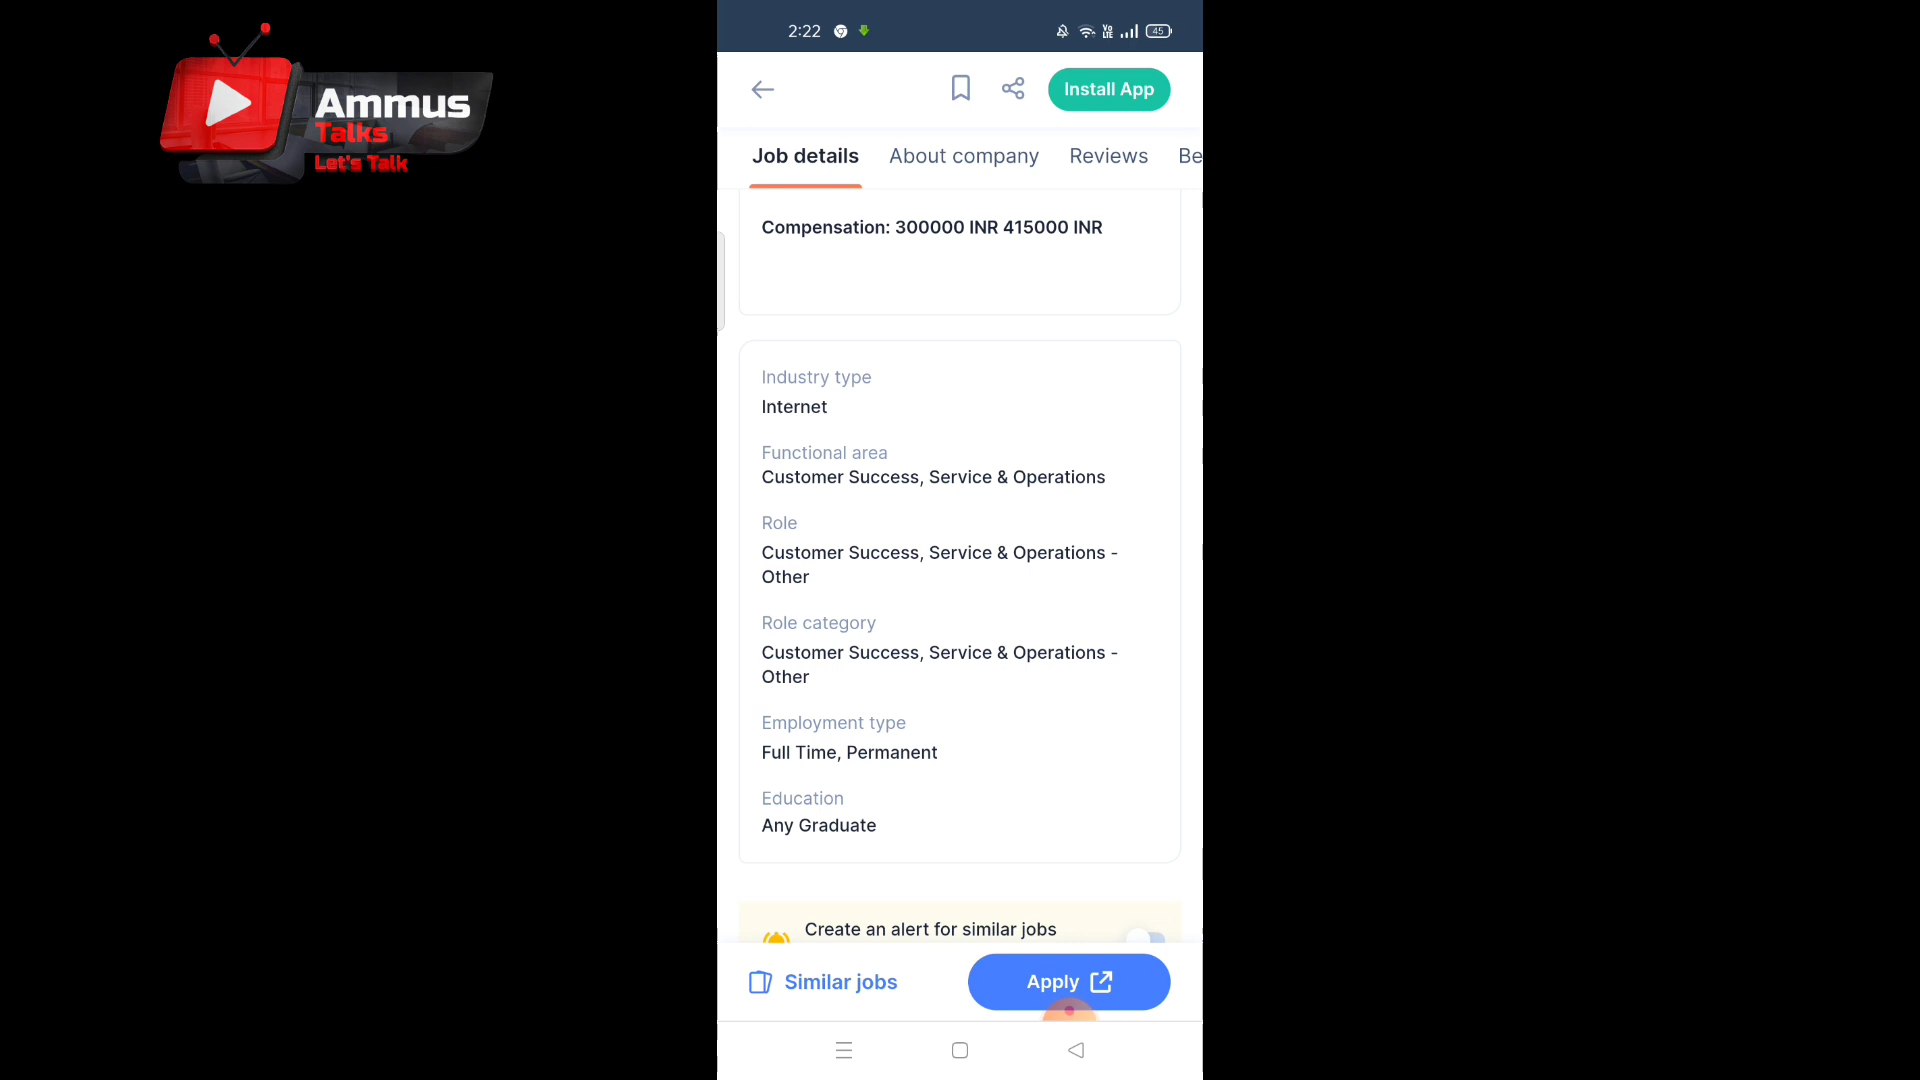 Ammus
Talks
Let's Talk
2:22
Vo
LTE
45
Install App
Job details
About company
Reviews
Be
Compensation: 300000 INR 415000 INR
Industry type
Internet
Functional area
Customer Success, Service & Operations
Role
Customer Success, Service & Operations -
Other
Role category
Customer Success, Service & Operations -
Other
Employment type
Full Time, Permanent
Education
Any Graduate
Create an alert for similar jobs
Similar jobs
Apply